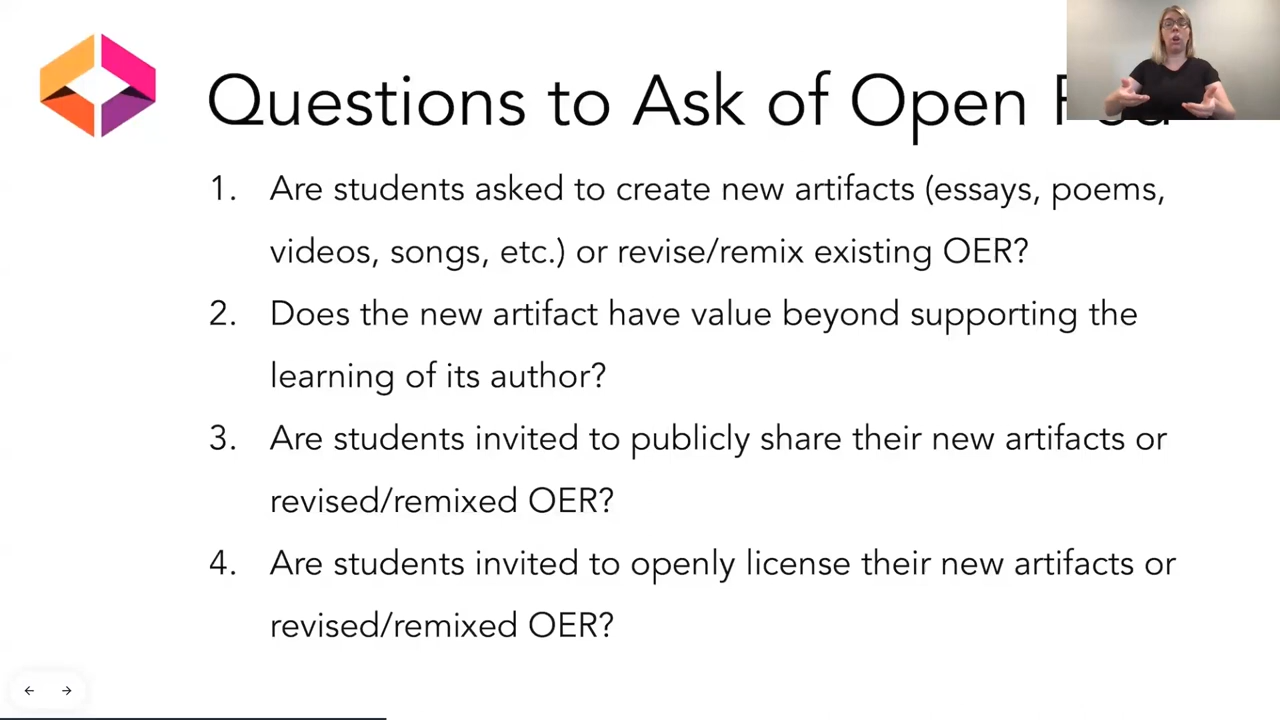 Questions to Ask of Open
1. Are students asked to create new artifacts (essays, poems,
videos, songs, etc.) or revise/remix existing OER?
2. Does the new artifact have value beyond supporting the
learning of its author?
3. Are students invited to publicly share their new artifacts or
revised/remixed OER?
4. Are students invited to openly license their new artifacts or
revised/remixed OER?